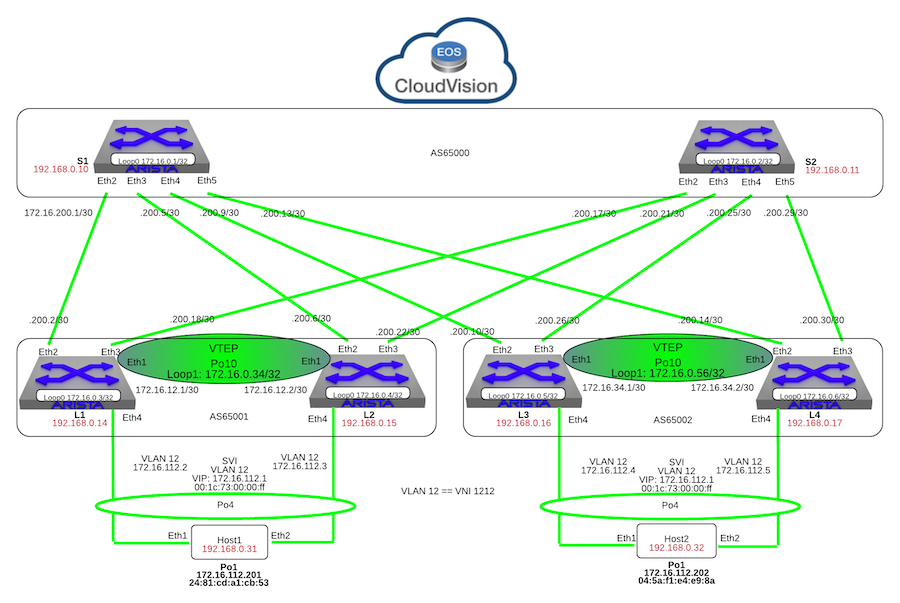 EOS
CloudVision
AS65000
S1
192.168.0.10
Loop0 172.16.0.1/32
ARISTA
Eth2 Eth3 Eth4 Eth5
Loop0 172.16.0.2/32
ARISTA
S2
192.168.0.11
Eth2 Eth3 Eth4 Eth5
172.16.200.1/30 .200.5/30 .200.9/30 .200.13/30 .200.17/30 .200.21/30 .200.25/30 .200.29/30
.200.2/30 .200.18/30 .200.6/30 .200.22/30 .200.10/30 .200.26/30 .200.14/30 .200.30/30
Eth2 Eth3
Eth1
VTEP
Po10
Loop1: 172.16.0.34/32
Eth1
Eth2 Eth3
172.16.12.1/30 172.16.12.2/30
Loop0 172.16.0.3/32
ARISTA
L1
192.168.0.14
Eth4
AS65001
Loop0 172.16.0.4/32
ARISTA
L2
192.168.0.15
Eth4
Eth2 Eth3
Eth1
VTEP
Po10
Loop1: 172.16.0.56/32
Eth1
Eth2 Eth3
172.16.34.1/30 172.16.34.2/30
Loop0 172.16.0.5/32
ARISTA
L3
192.168.0.16
Eth4
AS65002
Loop0 172.16.0.6/32
ARISTA
L4
192.168.0.17
Eth4
VLAN 12
172.16.112.2
SVI
VLAN 12
VIP: 172.16.112.1
00:1c:73:00:00:ff
VLAN 12
172.16.112.3
Po4
VLAN 12 == VNI 1212
VLAN 12
172.16.112.4
SVI
VLAN 12
VIP: 172.16.112.1
00:1c:73:00:00:ff
VLAN 12
172.16.112.5
Po4
Eth1
Host1
192.168.0.31
Eth2
Po1
172.16.112.201
24:81:cd:a1:cb:53
Eth1
Host2
192.168.0.32
Eth2
Po1
172.16.112.202
04:5a:f1:e4:e9:8a